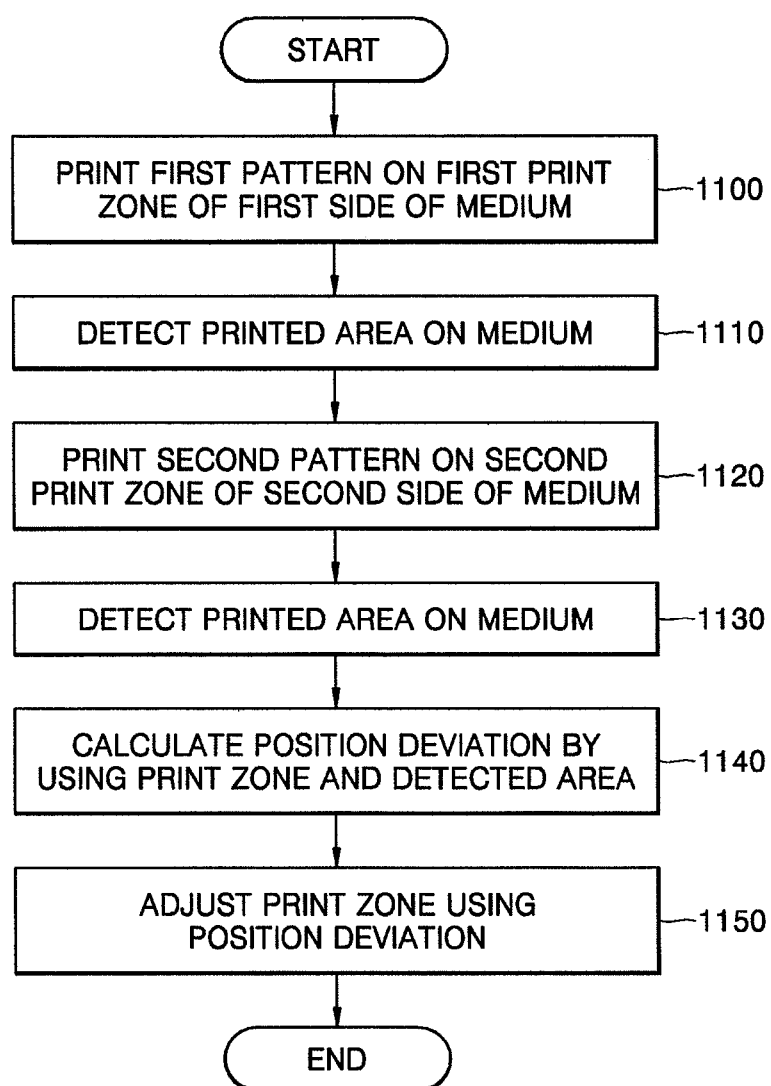 START
PRINT FIRST PATTERN ON FIRST PRINT
ZONE OF FIRST SIDE OF MEDIUM
1100
DETECT PRINTED AREA ON MEDIUM
1110
PRINT SECOND PATTERN ON SECOND
PRINT ZONE OF SECOND SIDE OF MEDIUM
1120
DETECT PRINTED AREA ON MEDIUM
1130
CALCULATE POSITION DEVIATION BY
USING PRINT ZONE AND DETECTED AREA
1140
ADJUST PRINT ZONE USING
POSITION DEVIATION
1150
END